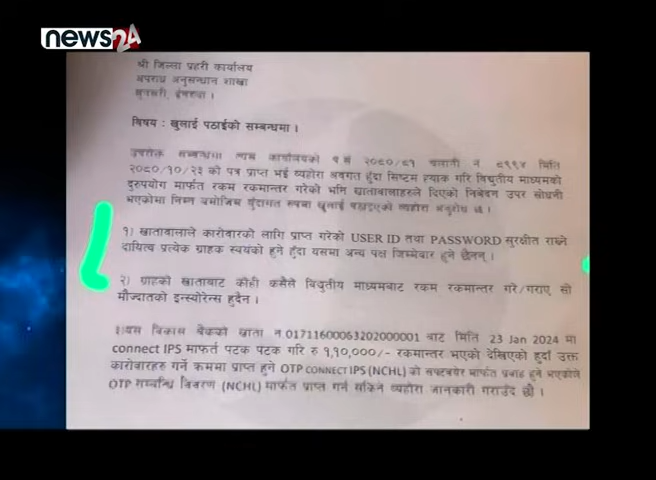 news24
श्री जिल्ला प्रहरी कार्यालय
अपराध अनुसन्धान शाखा
सुनसरी, इनरुवा ।
विषय : खुलाई पठाईको सम्बन्धमा ।
उपरोक्त सम्बन्धमा त्यस कार्यालयको प सं २०८०/८१ चलानी नं ८९९४ मिति
२०८०/१०/२३ को पत्र प्राप्त भई व्यहोरा अवगत हुँदा सिष्टम ह्याक गरि विधुतीय माध्यमको
दुरुपयोग मार्फत रकम रकमान्तर गरेको भनि खातावालाहरुले दिएको निबेदन उपर सोधनी
भएकोमा निम्न बमोजिम बुँदागत रुपमा खुलाई पठाइएको व्यहोरा अनुरोध छ ।
१) खातावालाले कारोवारको लागि प्राप्त गरेको USER ID तथा PASSWORD सुरक्षीत राख्ने
दायित्व प्रत्येक ग्राहक स्वयंको हुने हुँदा यसमा अन्य पक्ष जिम्मेवार हुने छैनन् ।
२) ग्राहको खाताबाट कोही कसैले विधुतीय माध्यमबाट रकम रकमान्तर गरे/गराए सो
मौज्दातको इन्स्योरेन्स हुदैन ।
३)यस विकास बैंकको खाता नं.01711600063202000001 बाट मिति 23 Jan 2024 मा
connect IPS मार्फत पटक पटक गरि रु १,१०,०००/- रकमान्तर भएको देखिएको हुदाँ उक्त
कारोवारहरु गर्ने क्रममा प्राप्त हुने OTP CONNECT IPS (NCHL) को सफ्टवयेर मार्फत प्रवाह हुने भएकोले
OTP सम्बन्धि विवरण (NCHL) मार्फत प्राप्त गर्न सकिने व्यहोरा जानकारी गराउँद छौं ।